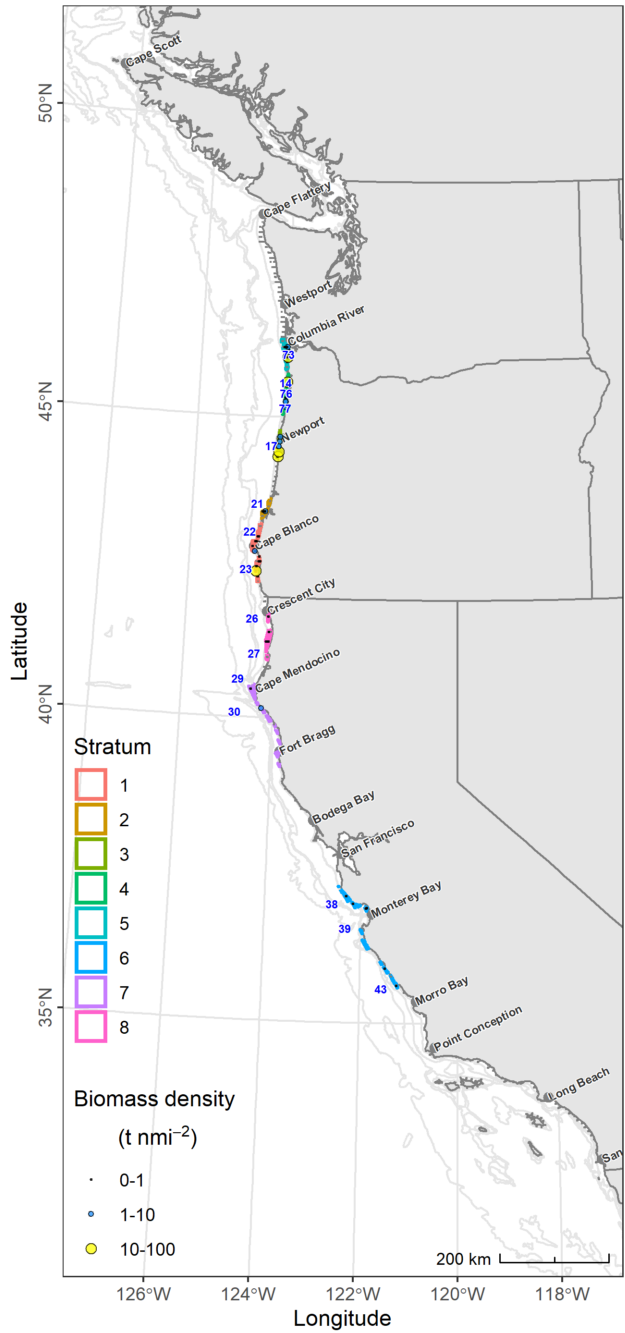 Cape Scott
50°N
Cape Flattery
Westport
Columbia River
73
14
76
45°N
77
Newport
17
21
22
Cape Blanco
23
Crescent City
26
27
Cape Mendocino
29
40°N
30
Fort Bragg
Latitude
Stratum
1
2
3
4
5
6
7
8
Bodega Bay
San Francisco
38
Monterey Bay
39
43
Morro Bay
35°N
Point Conception
Long Beach
San
Biomass density
(t nmi−2)
0-1
1-10
10-100
200 km
126°W
124°W
122°W
120°W
118°W
Longitude